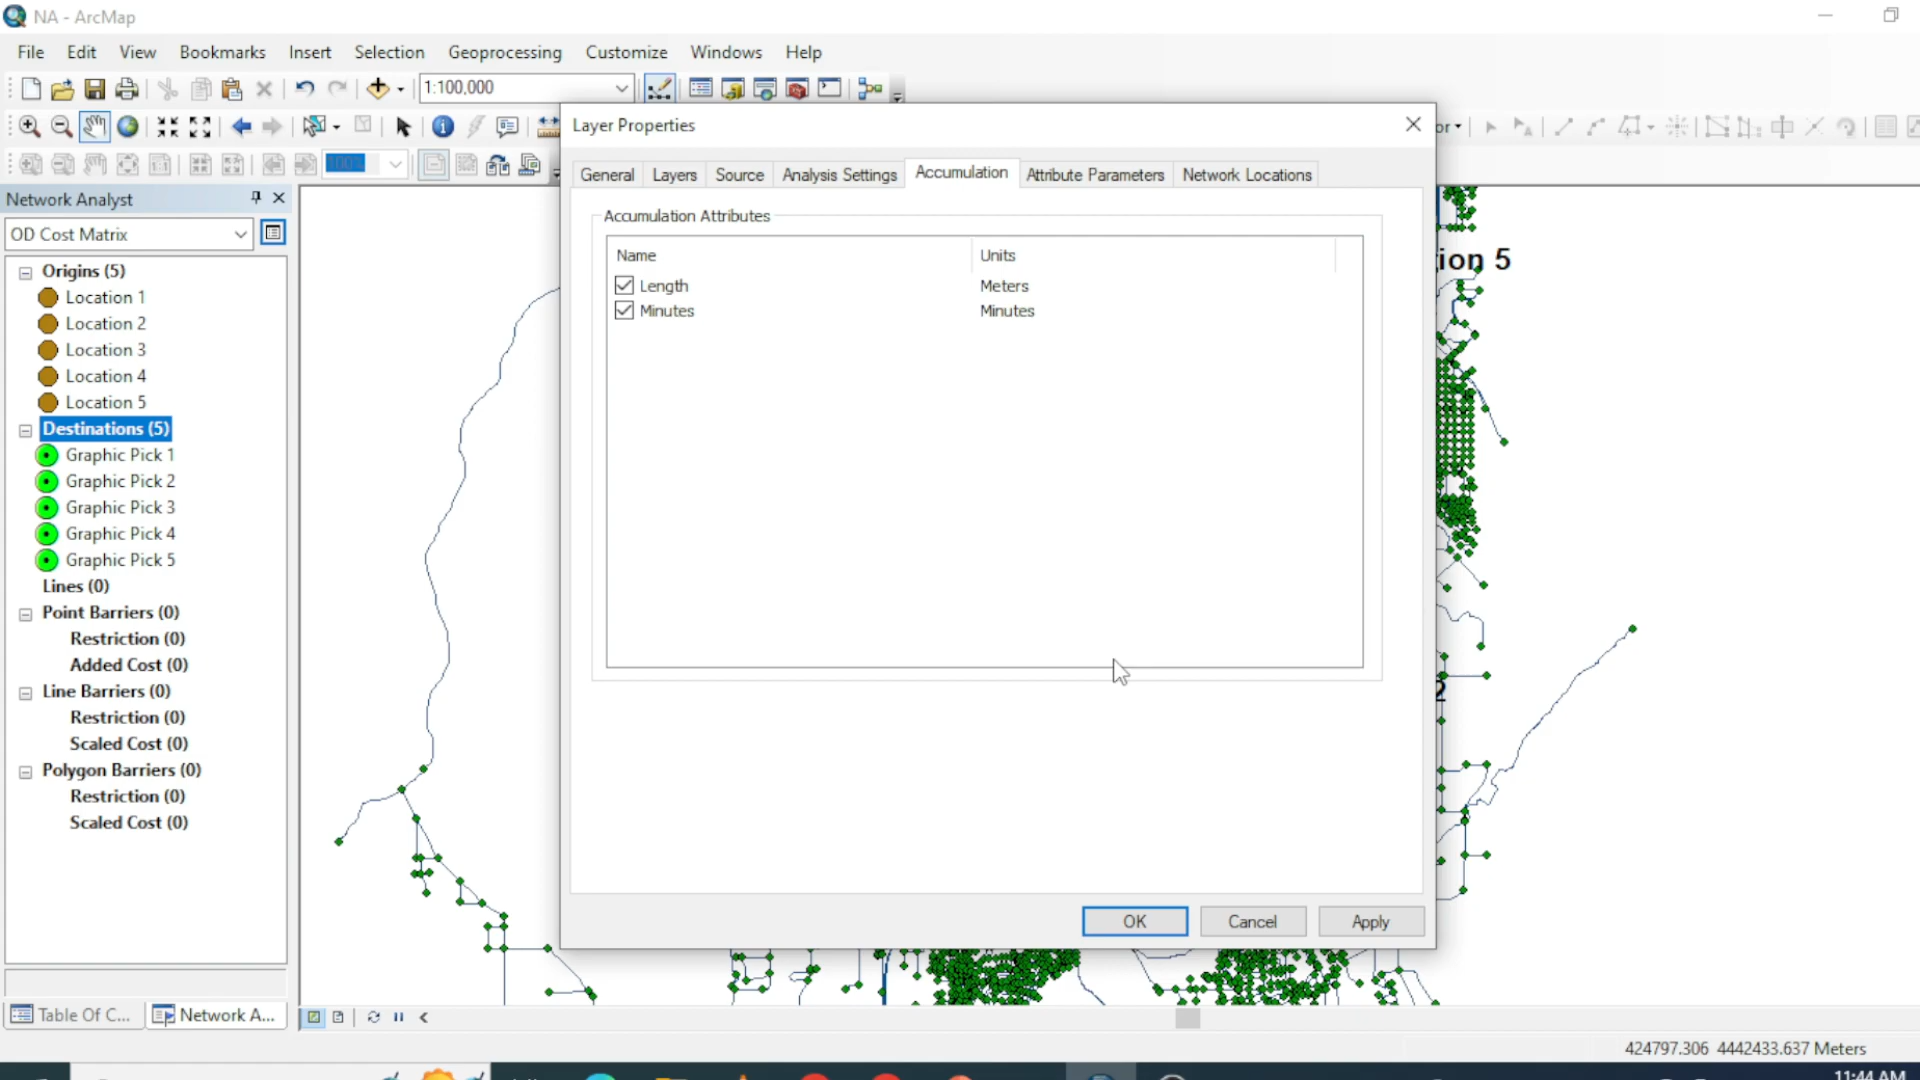 NA - ArcMap
File Edit View Bookmarks Insert Selection Geoprocessing Customize Windows Help
1:100,000
or
100%
Network Analyst
OD Cost Matrix
Origins (5)
Location 1
Location 2
Location 3
Location 4
Location 5
Destinations (5)
Graphic Pick 1
Graphic Pick 2
Graphic Pick 3
Graphic Pick 4
Graphic Pick 5
Lines (0)
Point Barriers (0)
Restriction (0)
Added Cost (0)
Line Barriers (0)
Restriction (0)
Scaled Cost (0)
Polygon Barriers (0)
Restriction (0)
Scaled Cost (0)
Table Of C... Network A...
Layer Properties
General Layers Source Analysis Settings Accumulation Attribute Parameters Network Locations
Accumulation Attributes
Name Units
Length Meters
Minutes Minutes
OK Cancel Apply
ion 5
2
424797.306 4442433.637 Meters
11:44 AM